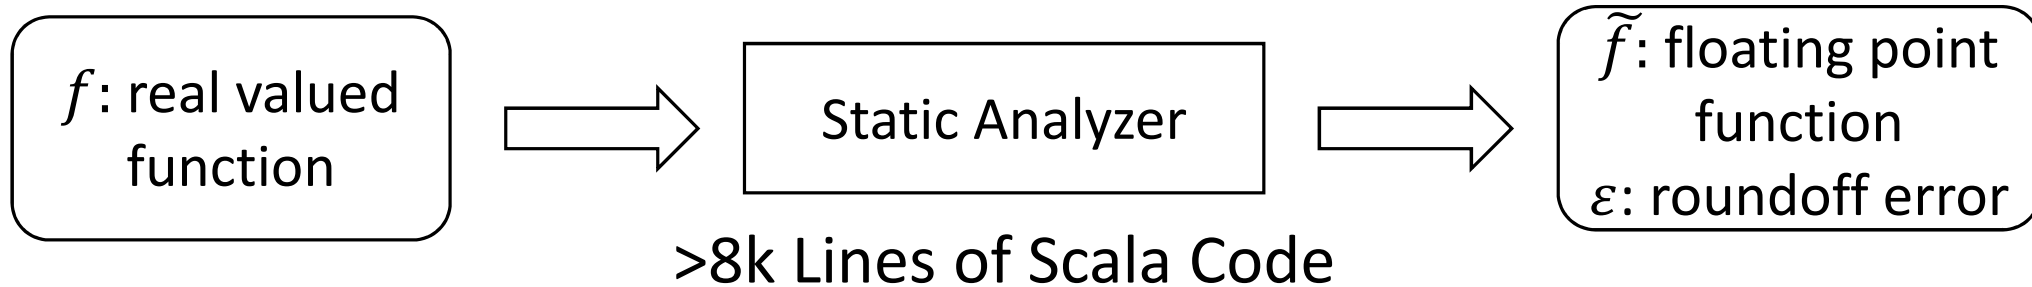 𝑓: real valued
function
Static Analyzer
>8k Lines of Scala Code
𝑓̃: floating point
function
𝜀: roundoff error